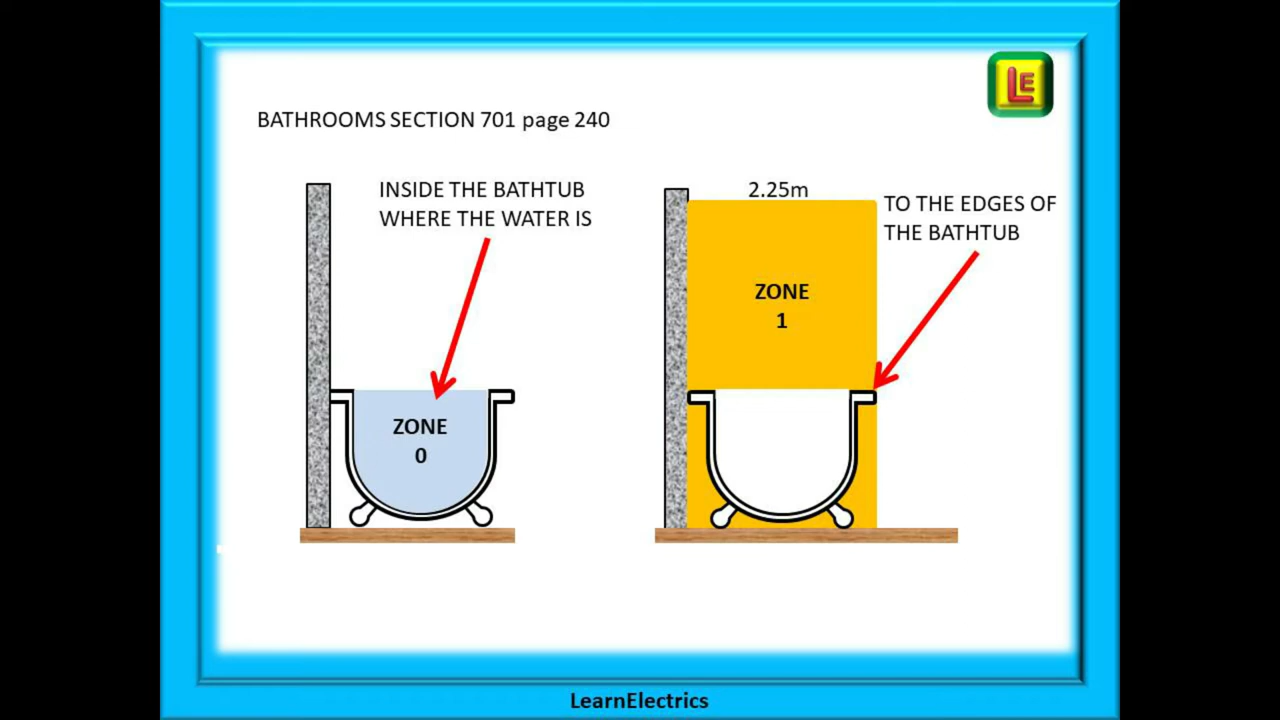 LE
BATHROOMS SECTION 701 page 240
INSIDE THE BATHTUB
WHERE THE WATER IS
ZONE
0
2.25m
TO THE EDGES OF
THE BATHTUB
ZONE
1
LearnElectrics